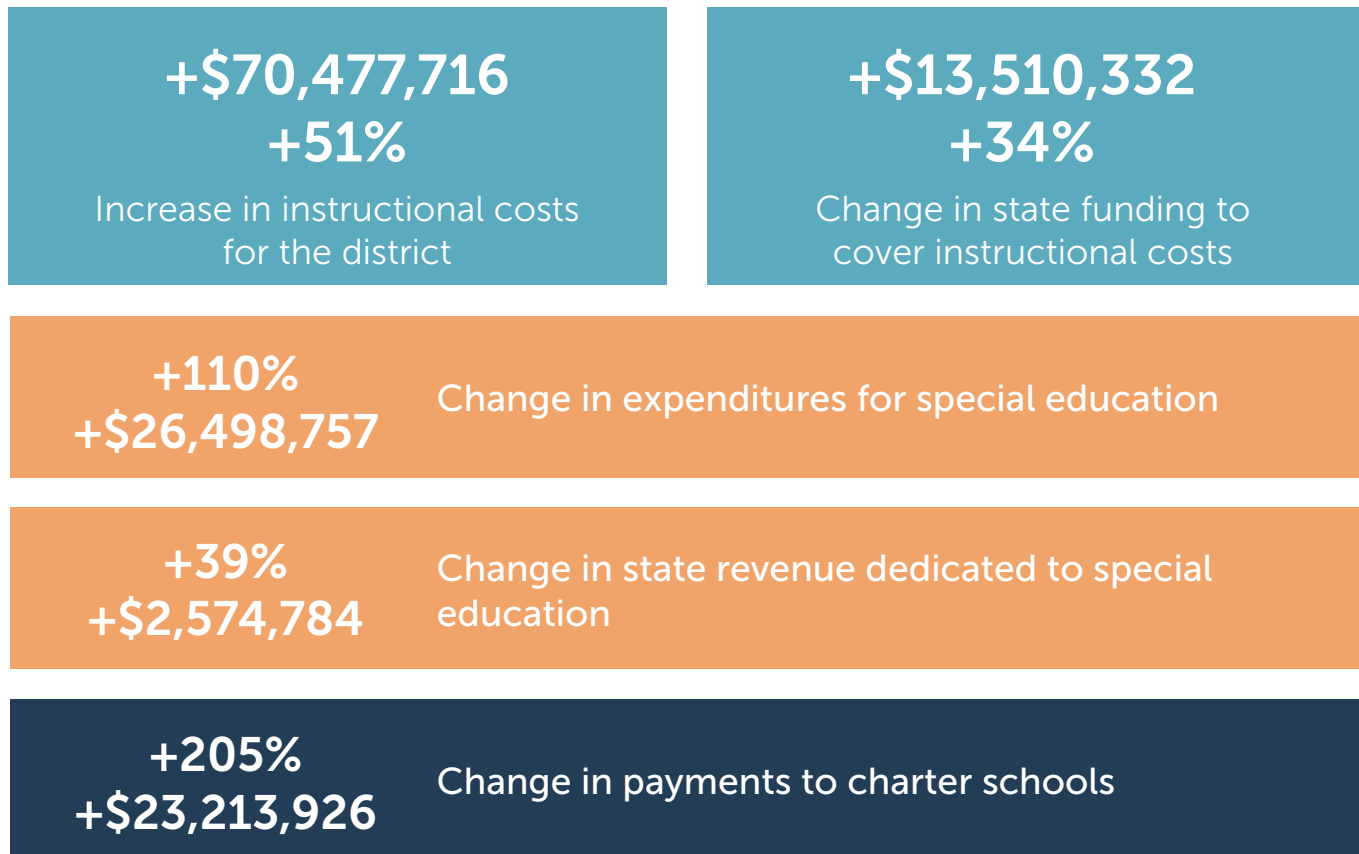 +$70,477,716
+51%
Increase in instructional costs
for the district
+$13,510,332
+34%
Change in state funding to
cover instructional costs
+110%
+$26,498,757
Change in expenditures for special education
+39%
+$2,574,784
Change in state revenue dedicated to special
education
+205%
+$23,213,926
Change in payments to charter schools